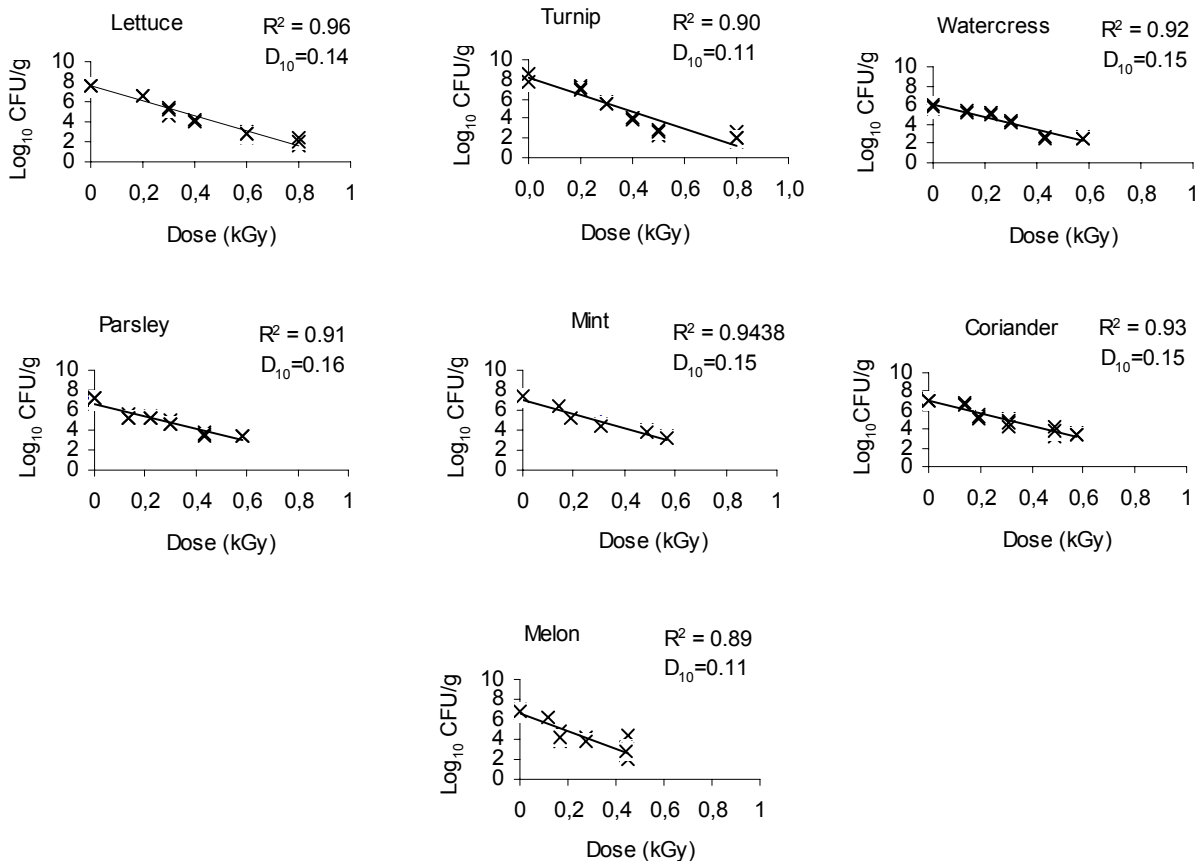 Lettuce
R² = 0.96
D₁₀=0.14
Log₁₀ CFU/g
10
8
6
4
2
0
0 0,2 0,4 0,6 0,8 1
Dose (kGy)
Turnip
R² = 0.90
D₁₀=0.11
Log₁₀ CFU/g
10
8
6
4
2
0
0,0 0,2 0,4 0,6 0,8 1,0
Dose (kGy)
Watercress
R² = 0.92
D₁₀=0.15
Log₁₀ CFU/g
10
8
6
4
2
0
0 0,2 0,4 0,6 0,8 1
Dose (kGy)
Parsley
R² = 0.91
D₁₀=0.16
Log₁₀ CFU/g
10
8
6
4
2
0
0 0,2 0,4 0,6 0,8 1
Dose (kGy)
Mint
R² = 0.9438
D₁₀=0.15
Log₁₀ CFU/g
10
8
6
4
2
0
0 0,2 0,4 0,6 0,8 1
Dose (kGy)
Coriander
R² = 0.93
D₁₀=0.15
Log₁₀CFU/g
10
8
6
4
2
0
0 0,2 0,4 0,6 0,8 1
Dose (kGy)
Melon
R² = 0.89
D₁₀=0.11
Log₁₀ CFU/g
10
8
6
4
2
0
0 0,2 0,4 0,6 0,8 1
Dose (kGy)